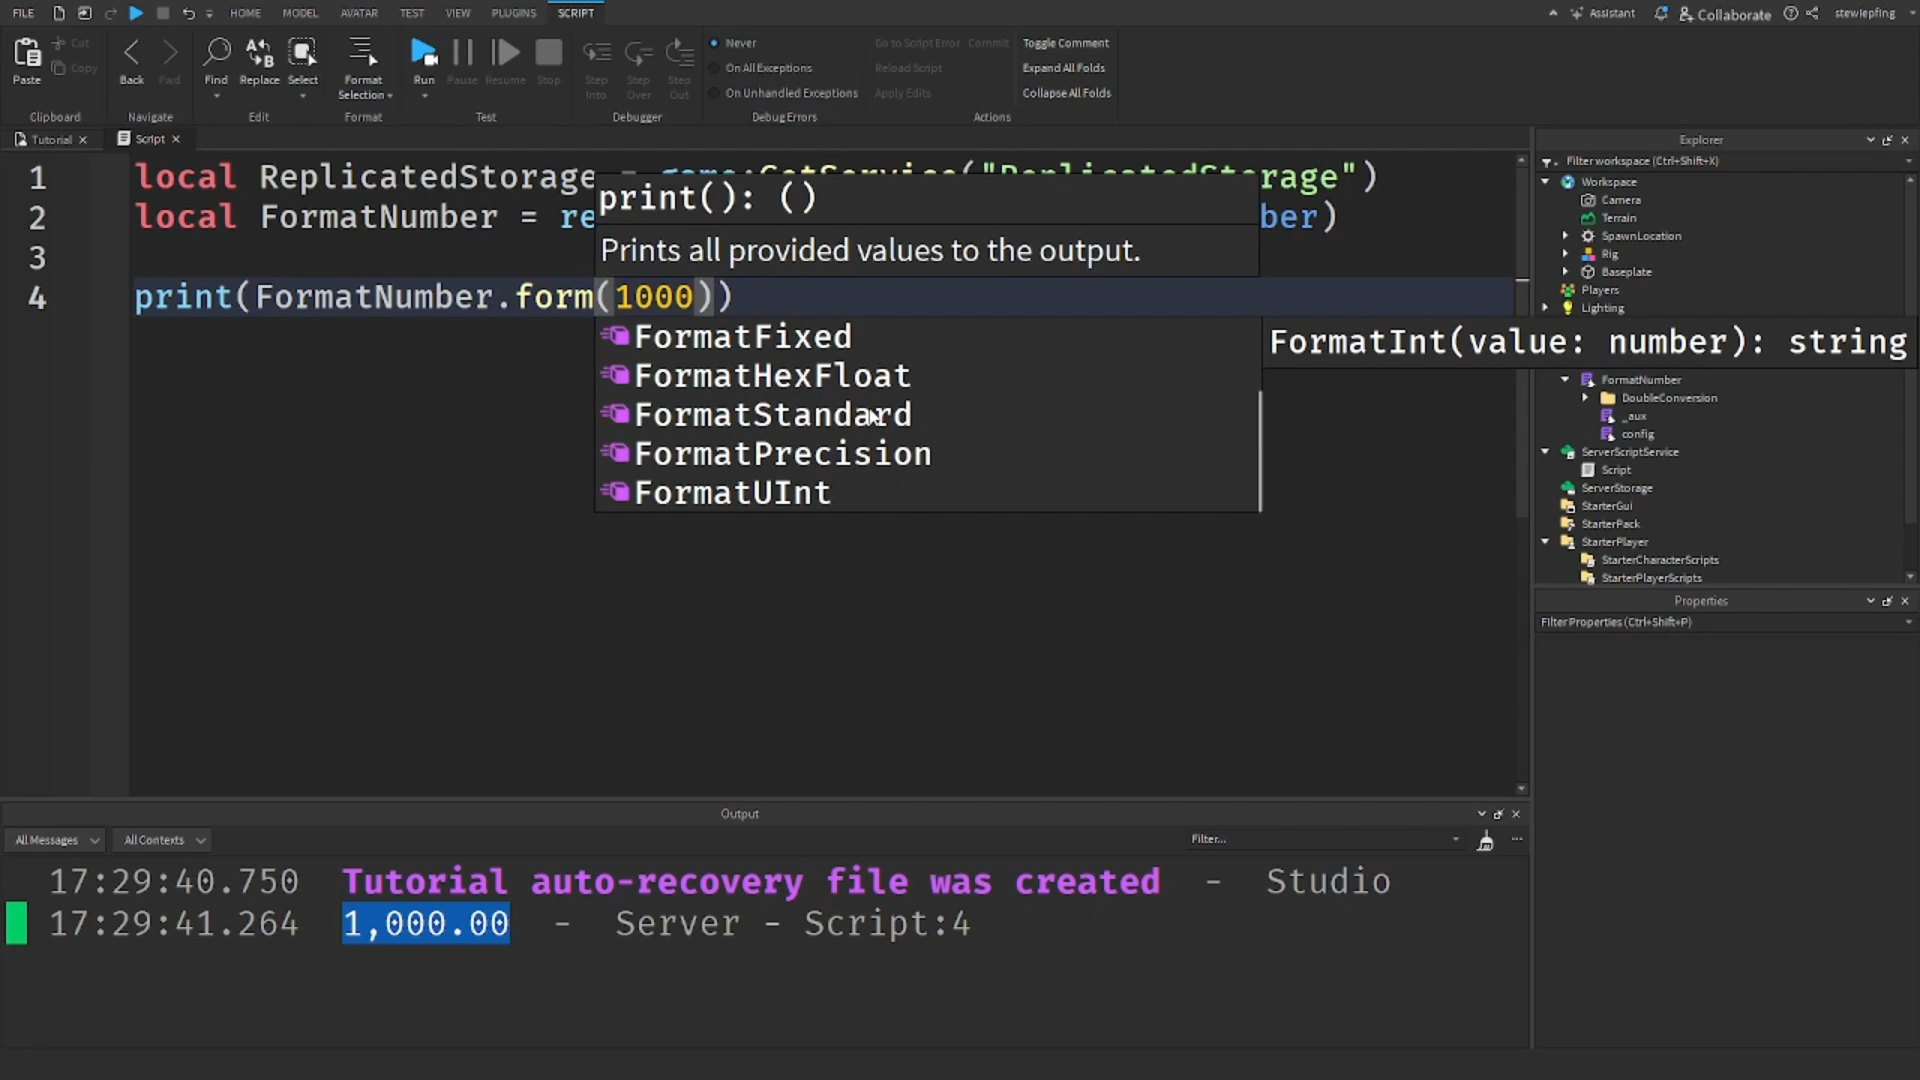 FILE HOME MODEL AVATAR TEST VIEW PLUGINS SCRIPT Assistant Collaborate stewiepfing
Paste Cut Copy Back Fwd Find Replace Select Format Selection Run Pause Resume Stop Step Into Step Over Step Out
Never Go to Script Error Commit Toggle Comment
On All Exceptions Reload Script Expand All Folds
On Unhandled Exceptions Apply Edits Collapse All Folds
Clipboard Navigate Edit Format Test Debugger Debug Errors Actions
Tutorial Script
1 local ReplicatedStorage = game:GetService("ReplicatedStorage")
2 local FormatNumber = re ber)
3
4 print(FormatNumber.form(1000))
print(): ()
Prints all provided values to the output.
FormatFixed
FormatHexFloat
FormatStandard
FormatPrecision
FormatUInt
FormatInt(value: number): string
Explorer
Filter workspace (Ctrl+Shift+X)
Workspace
Camera
Terrain
SpawnLocation
Rig
Baseplate
Players
Lighting
FormatNumber
DoubleConversion
_aux
config
ServerScriptService
Script
ServerStorage
StarterGui
StarterPack
StarterPlayer
StarterCharacterScripts
StarterPlayerScripts
Properties
Filter Properties (Ctrl+Shift+P)
Output
All Messages All Contexts Filter...
17:29:40.750 Tutorial auto-recovery file was created - Studio
17:29:41.264 1,000.00 - Server - Script:4